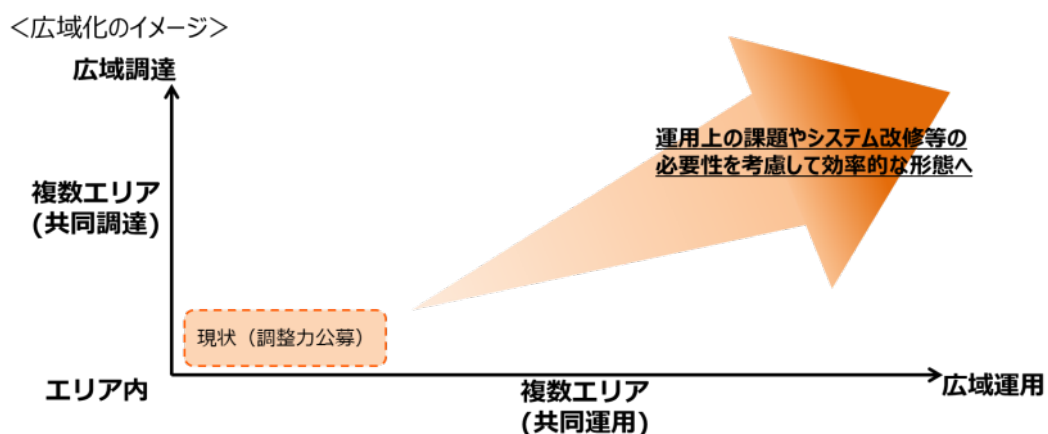 ＜広域化のイメージ＞
広域調達
運用上の課題やシステム改修等の
必要性を考慮して効率的な形態へ
複数エリア
(共同調達)
現状（調整力公募）
エリア内
複数エリア
(共同運用)
広域運用